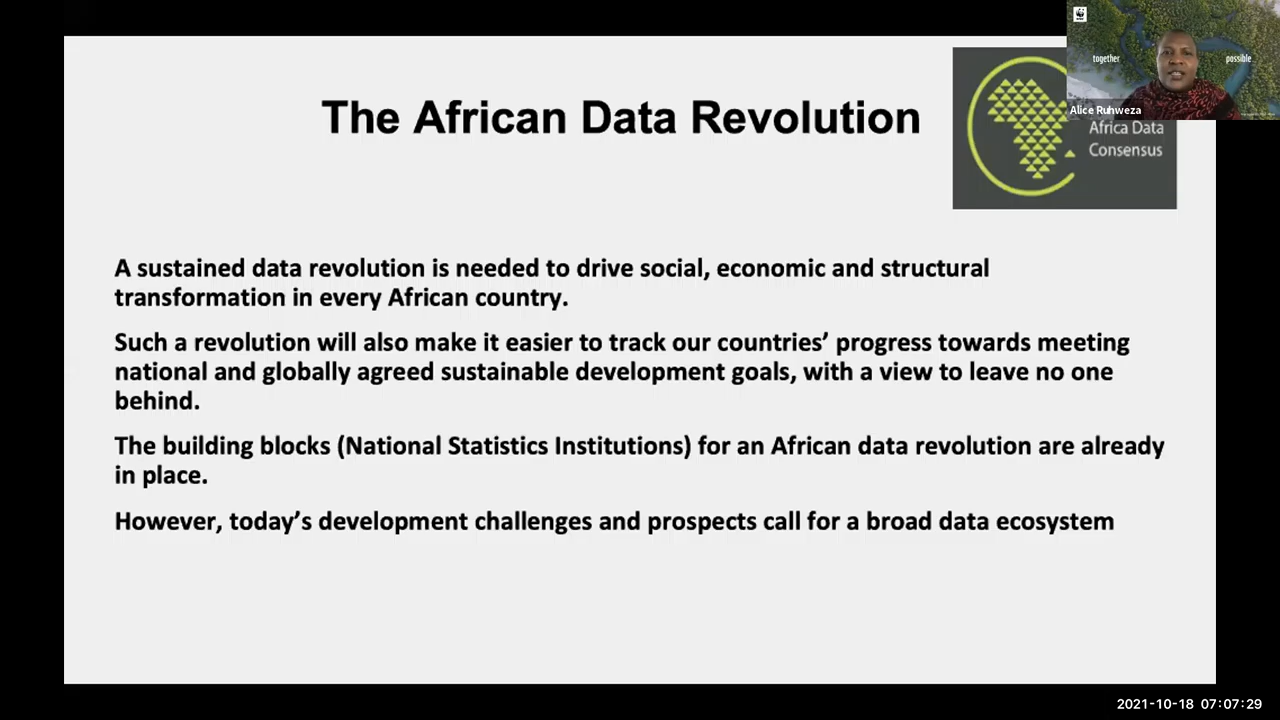 together
possible
Alice Ruhweza
The African Data Revolution
Africa Data
Consensus
A sustained data revolution is needed to drive social, economic and structural
transformation in every African country.
Such a revolution will also make it easier to track our countries’ progress towards meeting
national and globally agreed sustainable development goals, with a view to leave no one
behind.
The building blocks (National Statistics Institutions) for an African data revolution are already
in place.
However, today’s development challenges and prospects call for a broad data ecosystem
2021-10-18 07:07:29